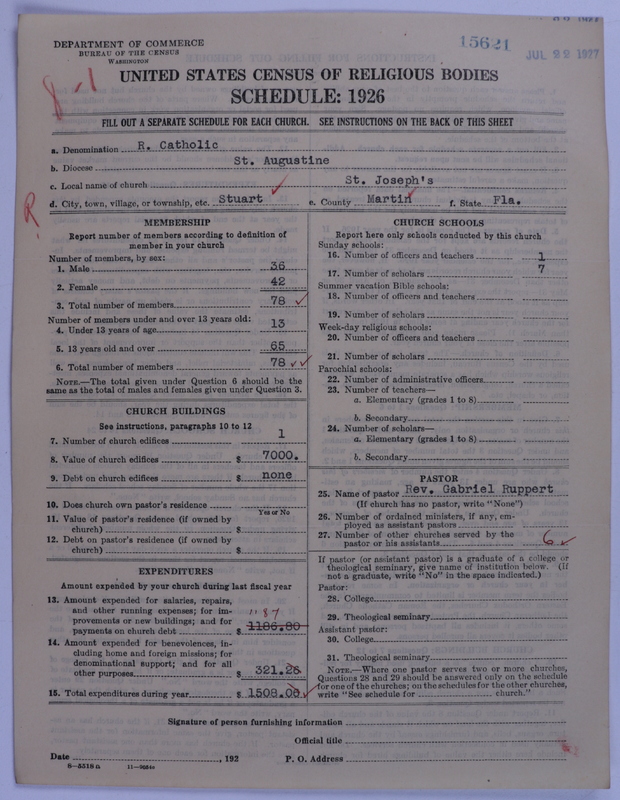 DEPARTMENT OF COMMERCE
BUREAU OF THE CENSUS
WASHINGTON
15621
JUL 22 1927
8-1
UNITED STATES CENSUS OF RELIGIOUS BODIES
SCHEDULE: 1926
FILL OUT A SEPARATE SCHEDULE FOR EACH CHURCH. SEE INSTRUCTIONS ON THE BACK OF THIS SHEET
a. Denomination R. Catholic
b. Diocese St. Augustine
c. Local name of church St. Joseph's
d. City, town, village, or township, etc. Stuart e. County Martin f. State Fla.
R
MEMBERSHIP
Report number of members according to definition of
member in your church
Number of members, by sex:
1. Male 36
2. Female 42
3. Total number of members 78
Number of members under and over 13 years old:
4. Under 13 years of age 13
5. 13 years old and over 65
6. Total number of members 78
NOTE.—The total given under Question 6 should be the
same as the total of males and females given under Question 3.
CHURCH BUILDINGS
See instructions, paragraphs 10 to 12
7. Number of church edifices 1
8. Value of church edifices $ 7000.
9. Debt on church edifices $ none
10. Does church own pastor's residence
Yes or No
11. Value of pastor's residence (if owned by
church) $
12. Debt on pastor's residence (if owned by
church) $
EXPENDITURES
Amount expended by your church during last fiscal year
13. Amount expended for salaries, repairs,
and other running expenses; for im- 1187
provements or new buildings; and for
payments on church debt $ 1186.80
14. Amount expended for benevolences, in-
cluding home and foreign missions; for
denominational support; and for all
other purposes $ 321.28
15. Total expenditures during year $ 1508.08
CHURCH SCHOOLS
Report here only schools conducted by this church
Sunday schools:
16. Number of officers and teachers 1
17. Number of scholars 7
Summer vacation Bible schools:
18. Number of officers and teachers
19. Number of scholars
Week-day religious schools:
20. Number of officers and teachers
21. Number of scholars
Parochial schools:
22. Number of administrative officers
23. Number of teachers—
a. Elementary (grades 1 to 8)
b. Secondary
24. Number of scholars—
a. Elementary (grades 1 to 8)
b. Secondary
PASTOR
25. Name of pastor Rev. Gabriel Ruppert
(If church has no pastor, write "None")
26. Number of ordained ministers, if any, em-
ployed as assistant pastors
27. Number of other churches served by the
pastor or his assistants 6
If pastor (or assistant pastor) is a graduate of a college or
theological seminary, give name of institution below. (If
not a graduate, write "No" in the space indicated.)
Pastor:
28. College
29. Theological seminary
Assistant pastor:
30. College
31. Theological seminary
NOTE.—Where one pastor serves two or more churches,
Questions 28 and 29 should be answered only on the schedule
for one of the churches; on the schedules for the other churches,
write "See schedule for church."
Signature of person furnishing information
Official title
Date , 192 P. O. Address
8—5518 a